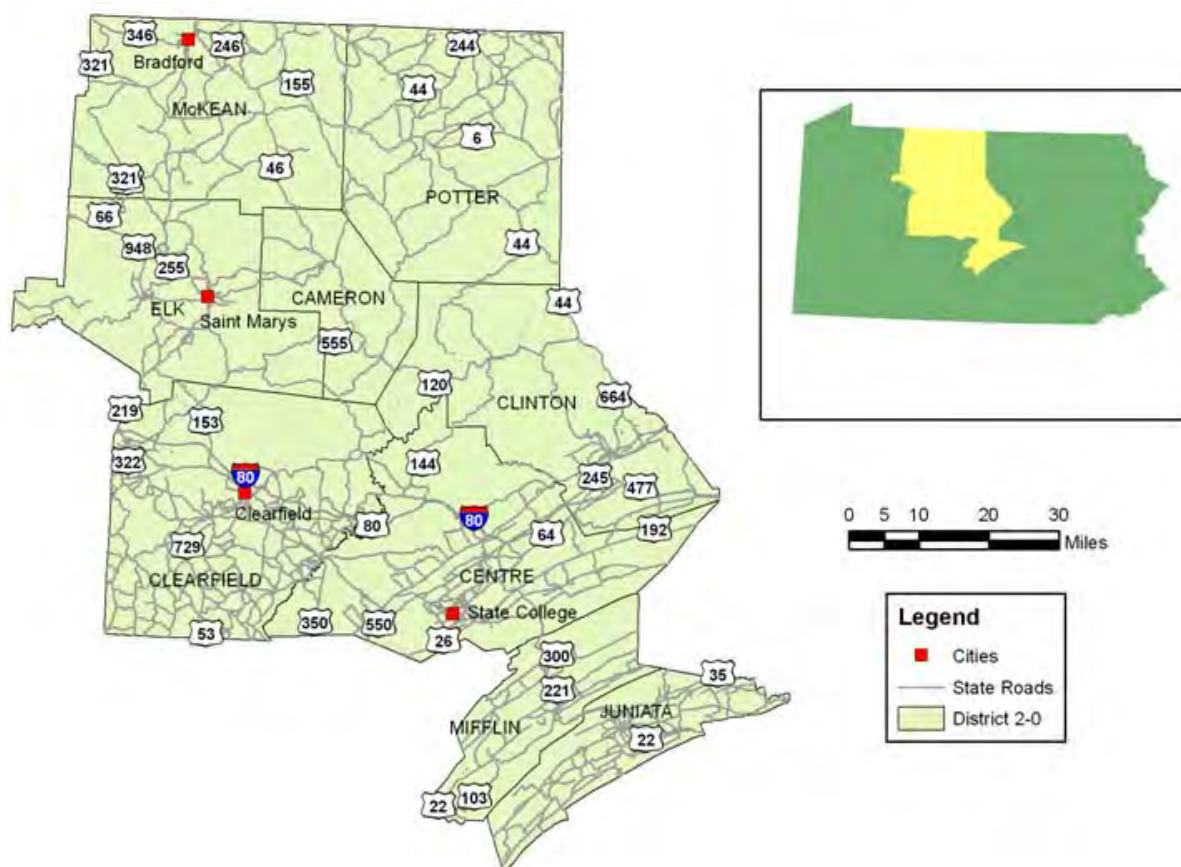 346
246
244
Bradford
321
155
44
McKEAN
6
46
321
POTTER
66
948
44
255
CAMERON
44
ELK
Saint Marys
555
120
664
CLINTON
219
153
322
144
80
245
477
Clearfield
80
80
64
192
729
CLEARFIELD
CENTRE
State College
350
550
53
26
300
35
221
JUNIATA
MIFFLIN
22
22
103
0 5 10 20 30
Miles
Legend
Cities
State Roads
District 2-0